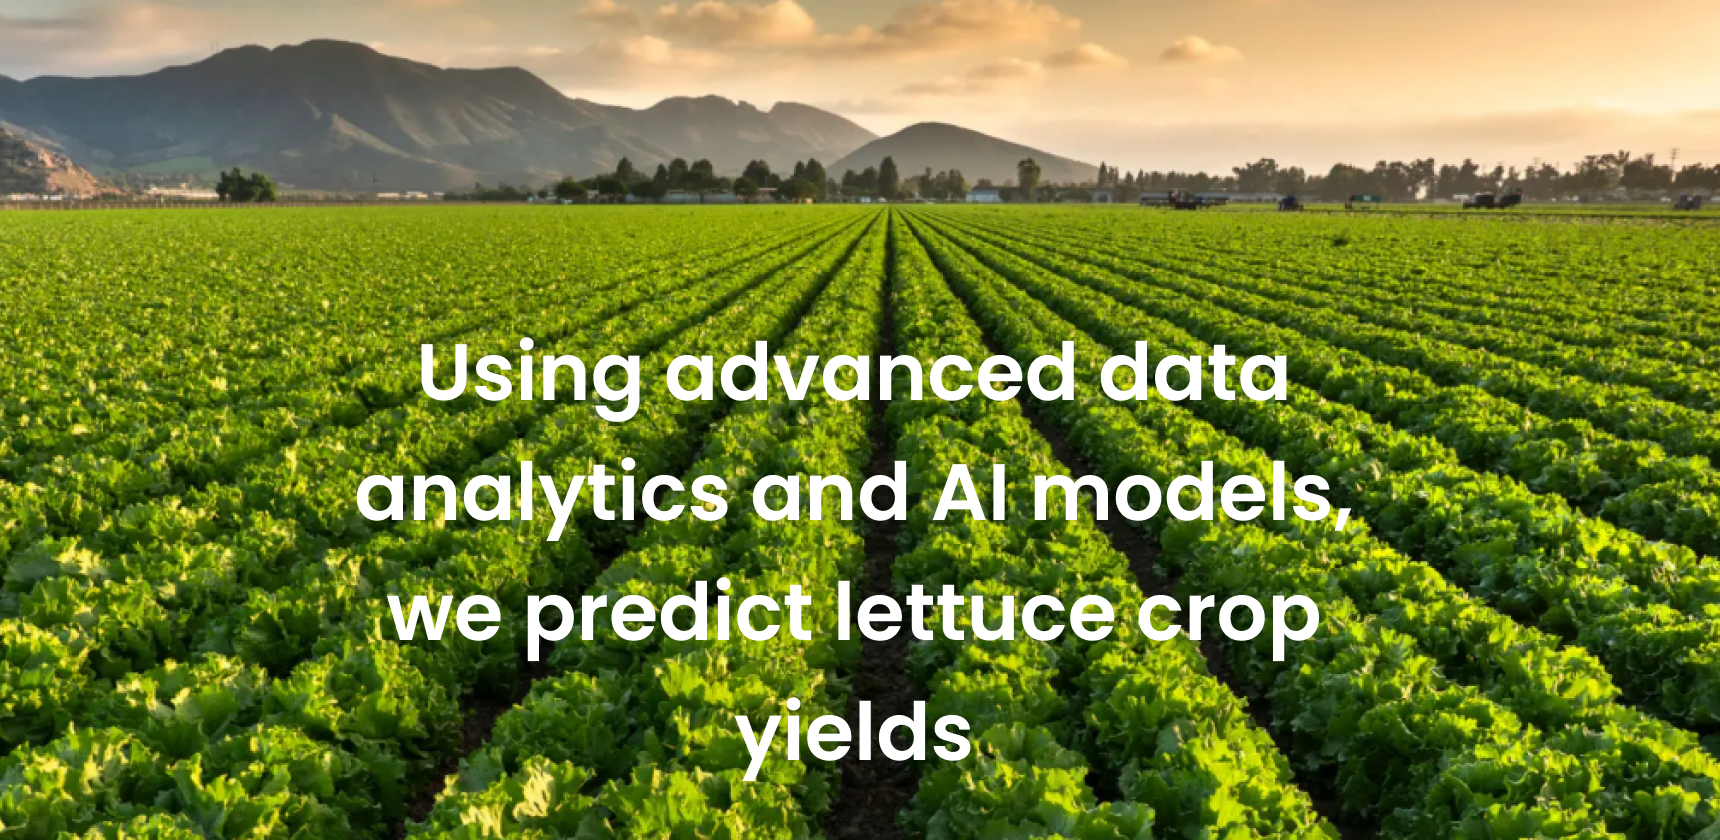 Using advanced data
analytics and AI models,
we predict lettuce crop
yields